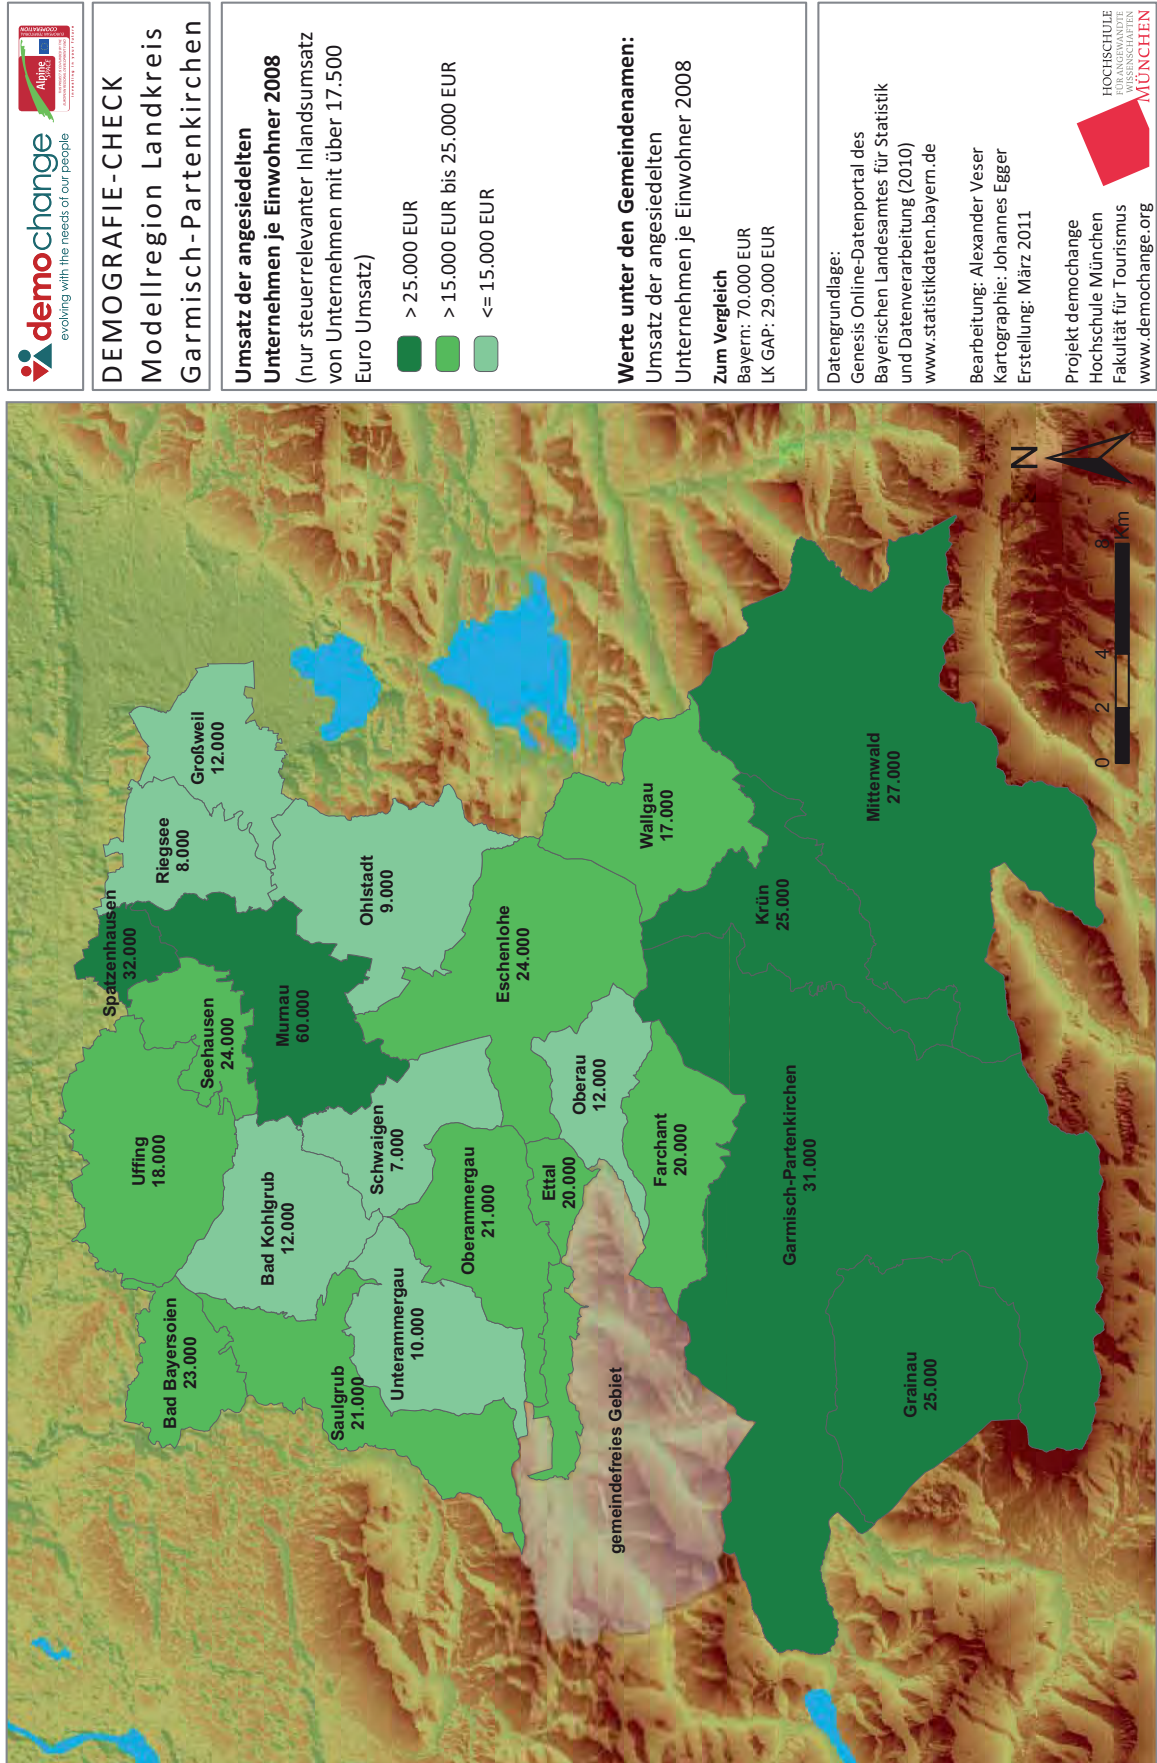 demochange
evolving with the needs of our people
Alpine
SPACE
DEMOGRAFIE-CHECK
Modellregion Landkreis
Garmisch-Partenkirchen
Umsatz der angesiedelten
Unternehmen je Einwohner 2008
(nur steuerrelevanter Inlandsumsatz
von Unternehmen mit über 17.500
Euro Umsatz)
> 25.000 EUR
> 15.000 EUR bis 25.000 EUR
<= 15.000 EUR
Werte unter den Gemeindenamen:
Umsatz der angesiedelten
Unternehmen je Einwohner 2008
Zum Vergleich
Bayern: 70.000 EUR
LK GAP: 29.000 EUR
Datengrundlage:
Genesis Online-Datenportal des
Bayerischen Landesamtes für Statistik
und Datenverarbeitung (2010)
www.statistikdaten.bayern.de
Bearbeitung: Alexander Veser
Kartographie: Johannes Egger
Erstellung: März 2011
Projekt demochange
Hochschule München
Fakultät für Tourismus
www.demochange.org
HOCHSCHULE
FÜR ANGEWANDTE
WISSENSCHAFTEN
MÜNCHEN
Spatzenhausen
32.000
Uffing
18.000
Riegsee
8.000
Großweil
12.000
Bad Bayersoien
23.000
Seehausen
24.000
Bad Kohlgrub
12.000
Murnau
60.000
Saulgrub
21.000
Schwaigen
7.000
Ohlstadt
9.000
Unterammergau
10.000
Oberammergau
21.000
Eschenlohe
24.000
Ettal
20.000
Oberau
12.000
gemeindefreies Gebiet
Farchant
20.000
Wallgau
17.000
Garmisch-Partenkirchen
31.000
Krün
25.000
Mittenwald
27.000
Grainau
25.000
N
0 2 4 8
km